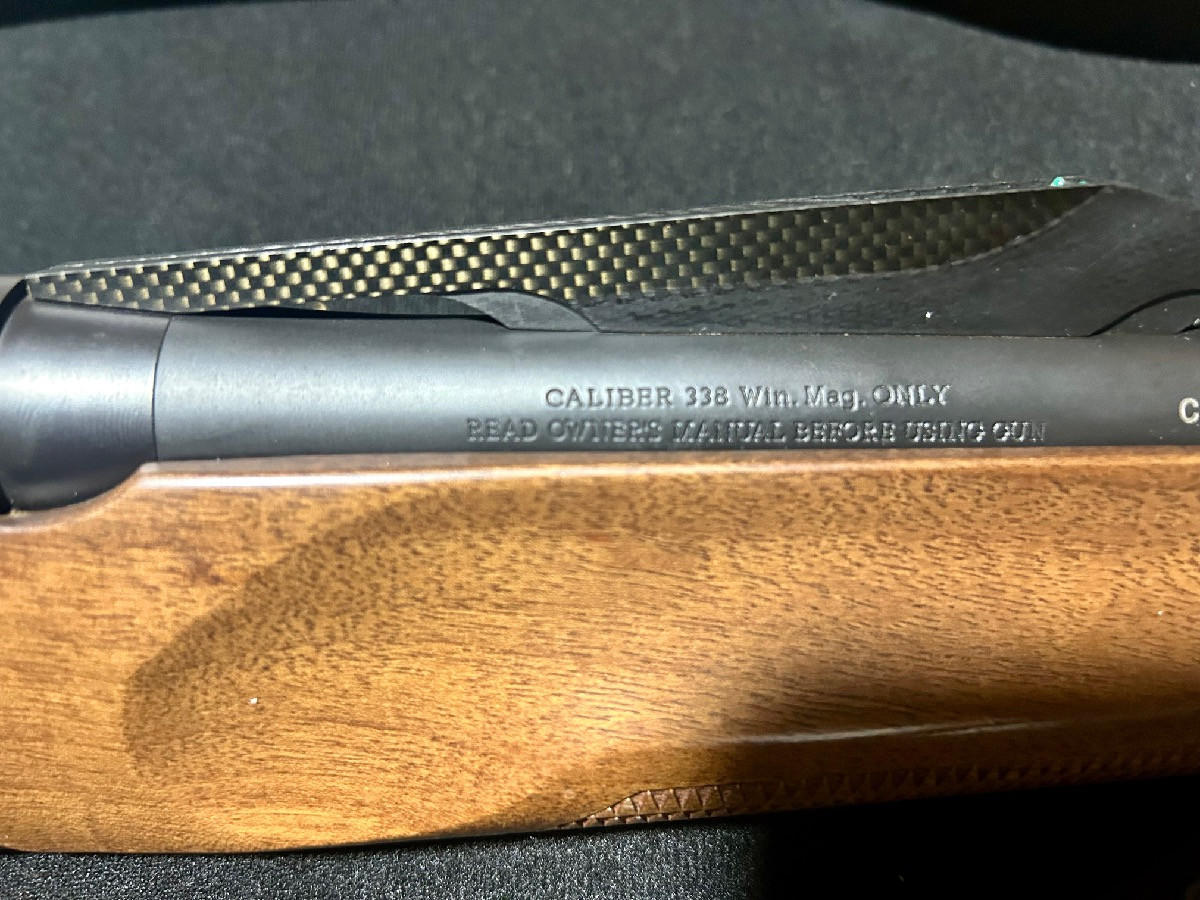 CALIBER 338 Win. Mag. ONLY
READ OWNER'S MANUAL BEFORE USING GUN
C